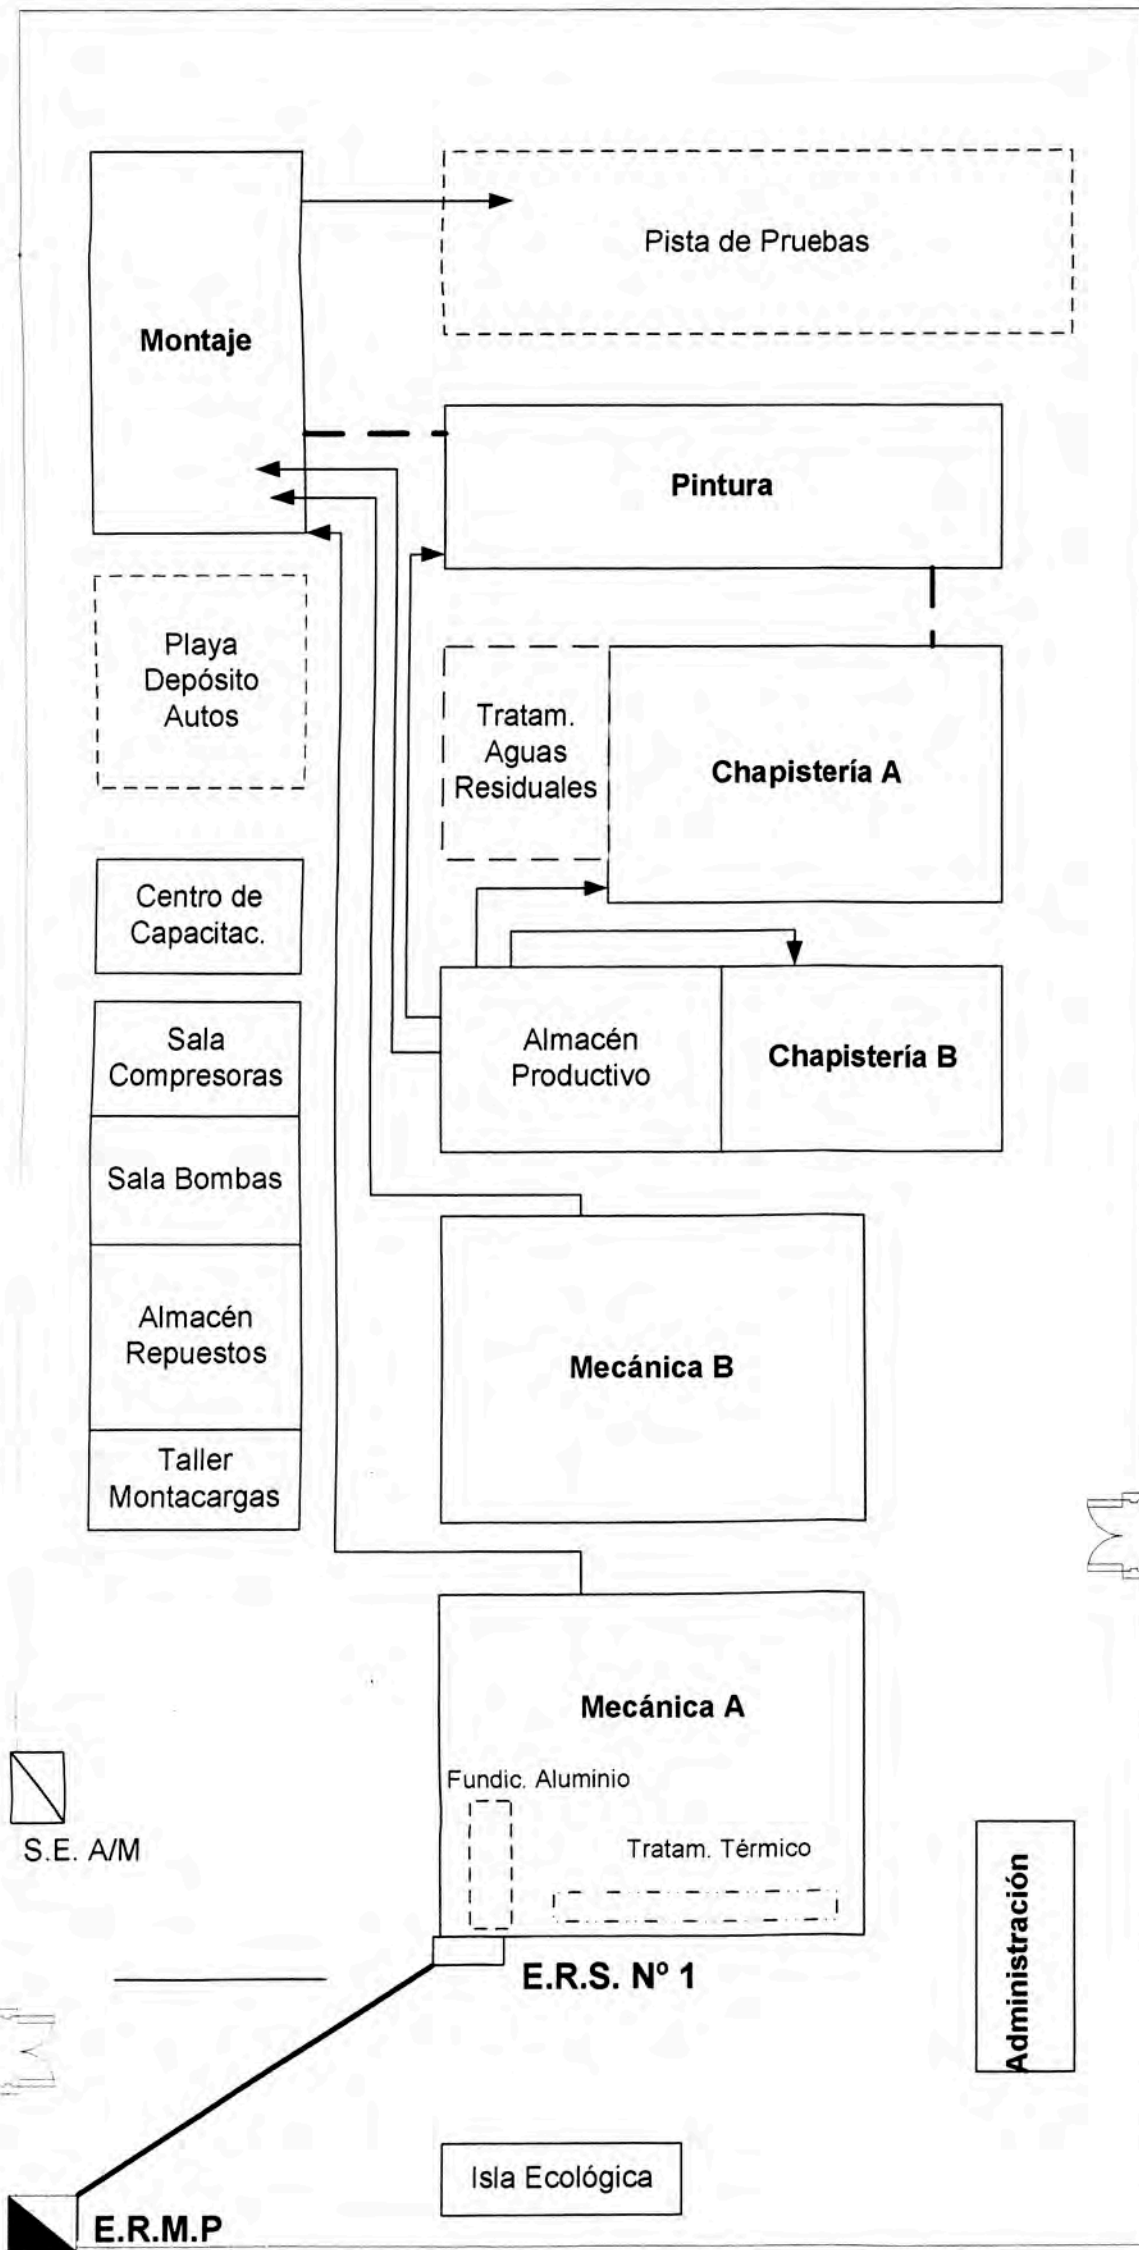 Pista de Pruebas
Montaje
Pintura
Playa
Depósito
Autos
Tratam.
Aguas
Residuales
Chapistería A
Centro de
Capacitac.
Sala
Compresoras
Almacén
Productivo
Chapistería B
Sala Bombas
Almacén
Repuestos
Mecánica B
Taller
Montacargas
Mecánica A
Fundic. Aluminio
Tratam. Térmico
S.E. A/M
Administración
E.R.S. Nº 1
Isla Ecológica
E.R.M.P